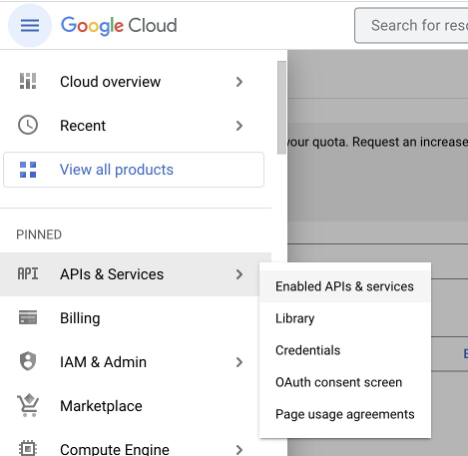 Google Cloud
Search for reso
Cloud overview
Recent
your quota. Request an increase
View all products
PINNED
API APIs & Services
Enabled APIs & services
Billing
Library
Credentials
IAM & Admin
OAuth consent screen
Marketplace
Page usage agreements
Compute Engine